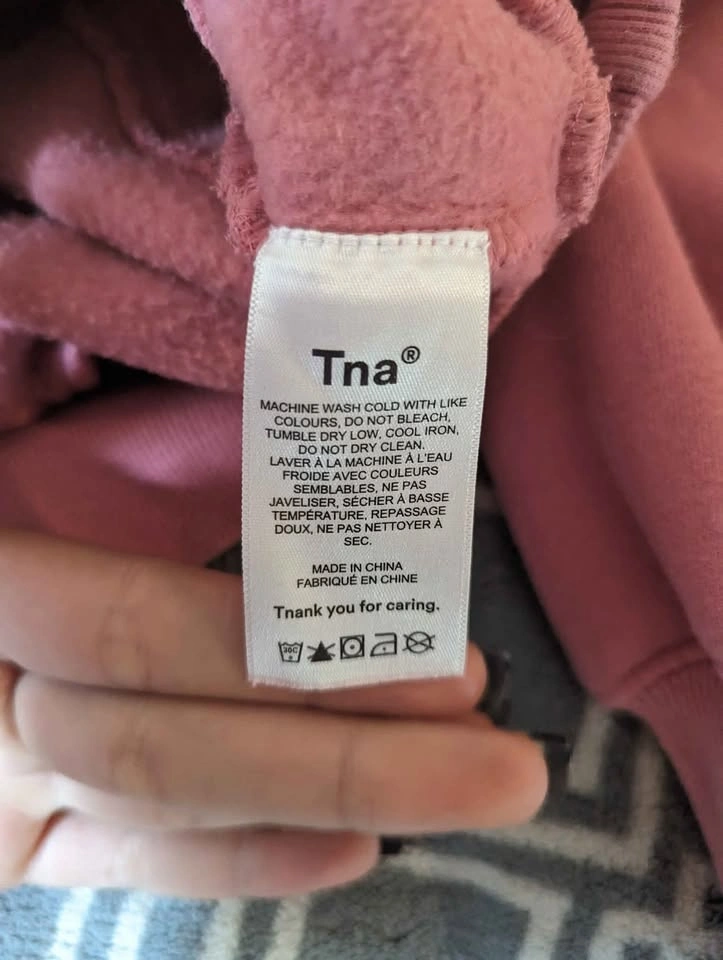 Tna®
MACHINE WASH COLD WITH LIKE
COLOURS, DO NOT BLEACH,
TUMBLE DRY LOW, COOL IRON,
DO NOT DRY CLEAN.
LAVER À LA MACHINE À L'EAU
FROIDE AVEC COULEURS
SEMBLABLES, NE PAS
JAVELISER, SÉCHER À BASSE
TEMPÉRATURE, REPASSAGE
DOUX, NE PAS NETTOYER À
SEC.
MADE IN CHINA
FABRIQUÉ EN CHINE
Tnank you for caring.
30C